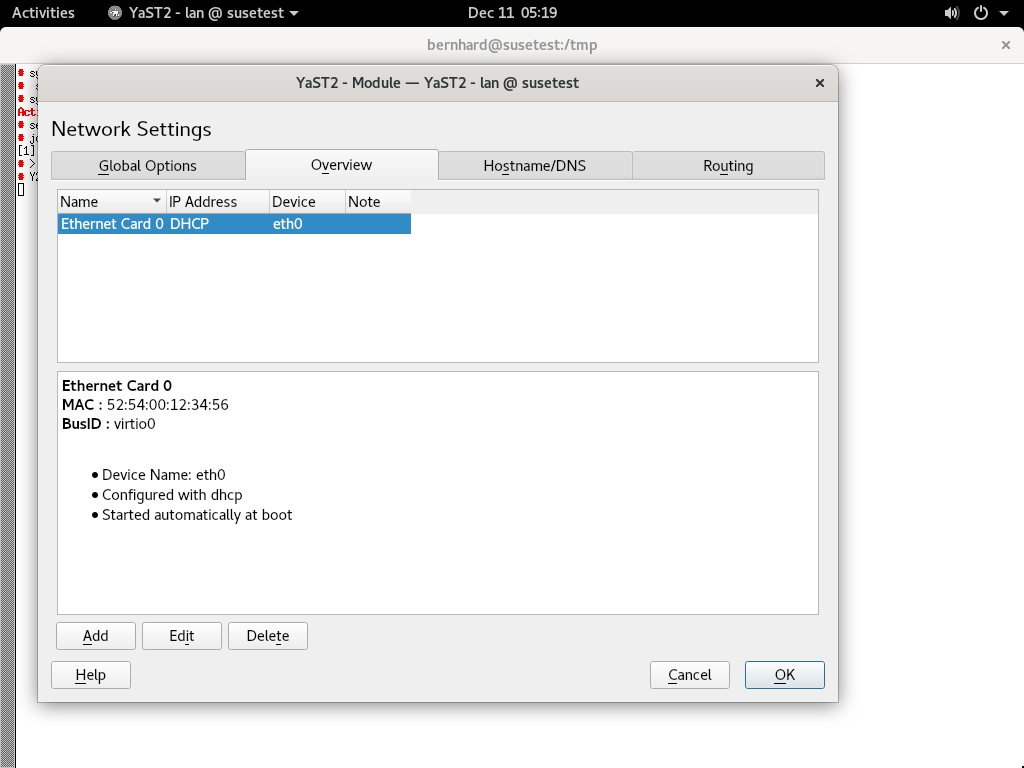 Activities YaST2 - lan @ susetest Dec 11 05:19
bernhard@susetest:/tmp
YaST2 - Module — YaST2 - lan @ susetest
Network Settings
Global Options Overview Hostname/DNS Routing
Name IP Address Device Note
Ethernet Card 0 DHCP eth0
Ethernet Card 0
MAC : 52:54:00:12:34:56
BusID : virtio0
• Device Name: eth0
• Configured with dhcp
• Started automatically at boot
Add Edit Delete
Help Cancel OK